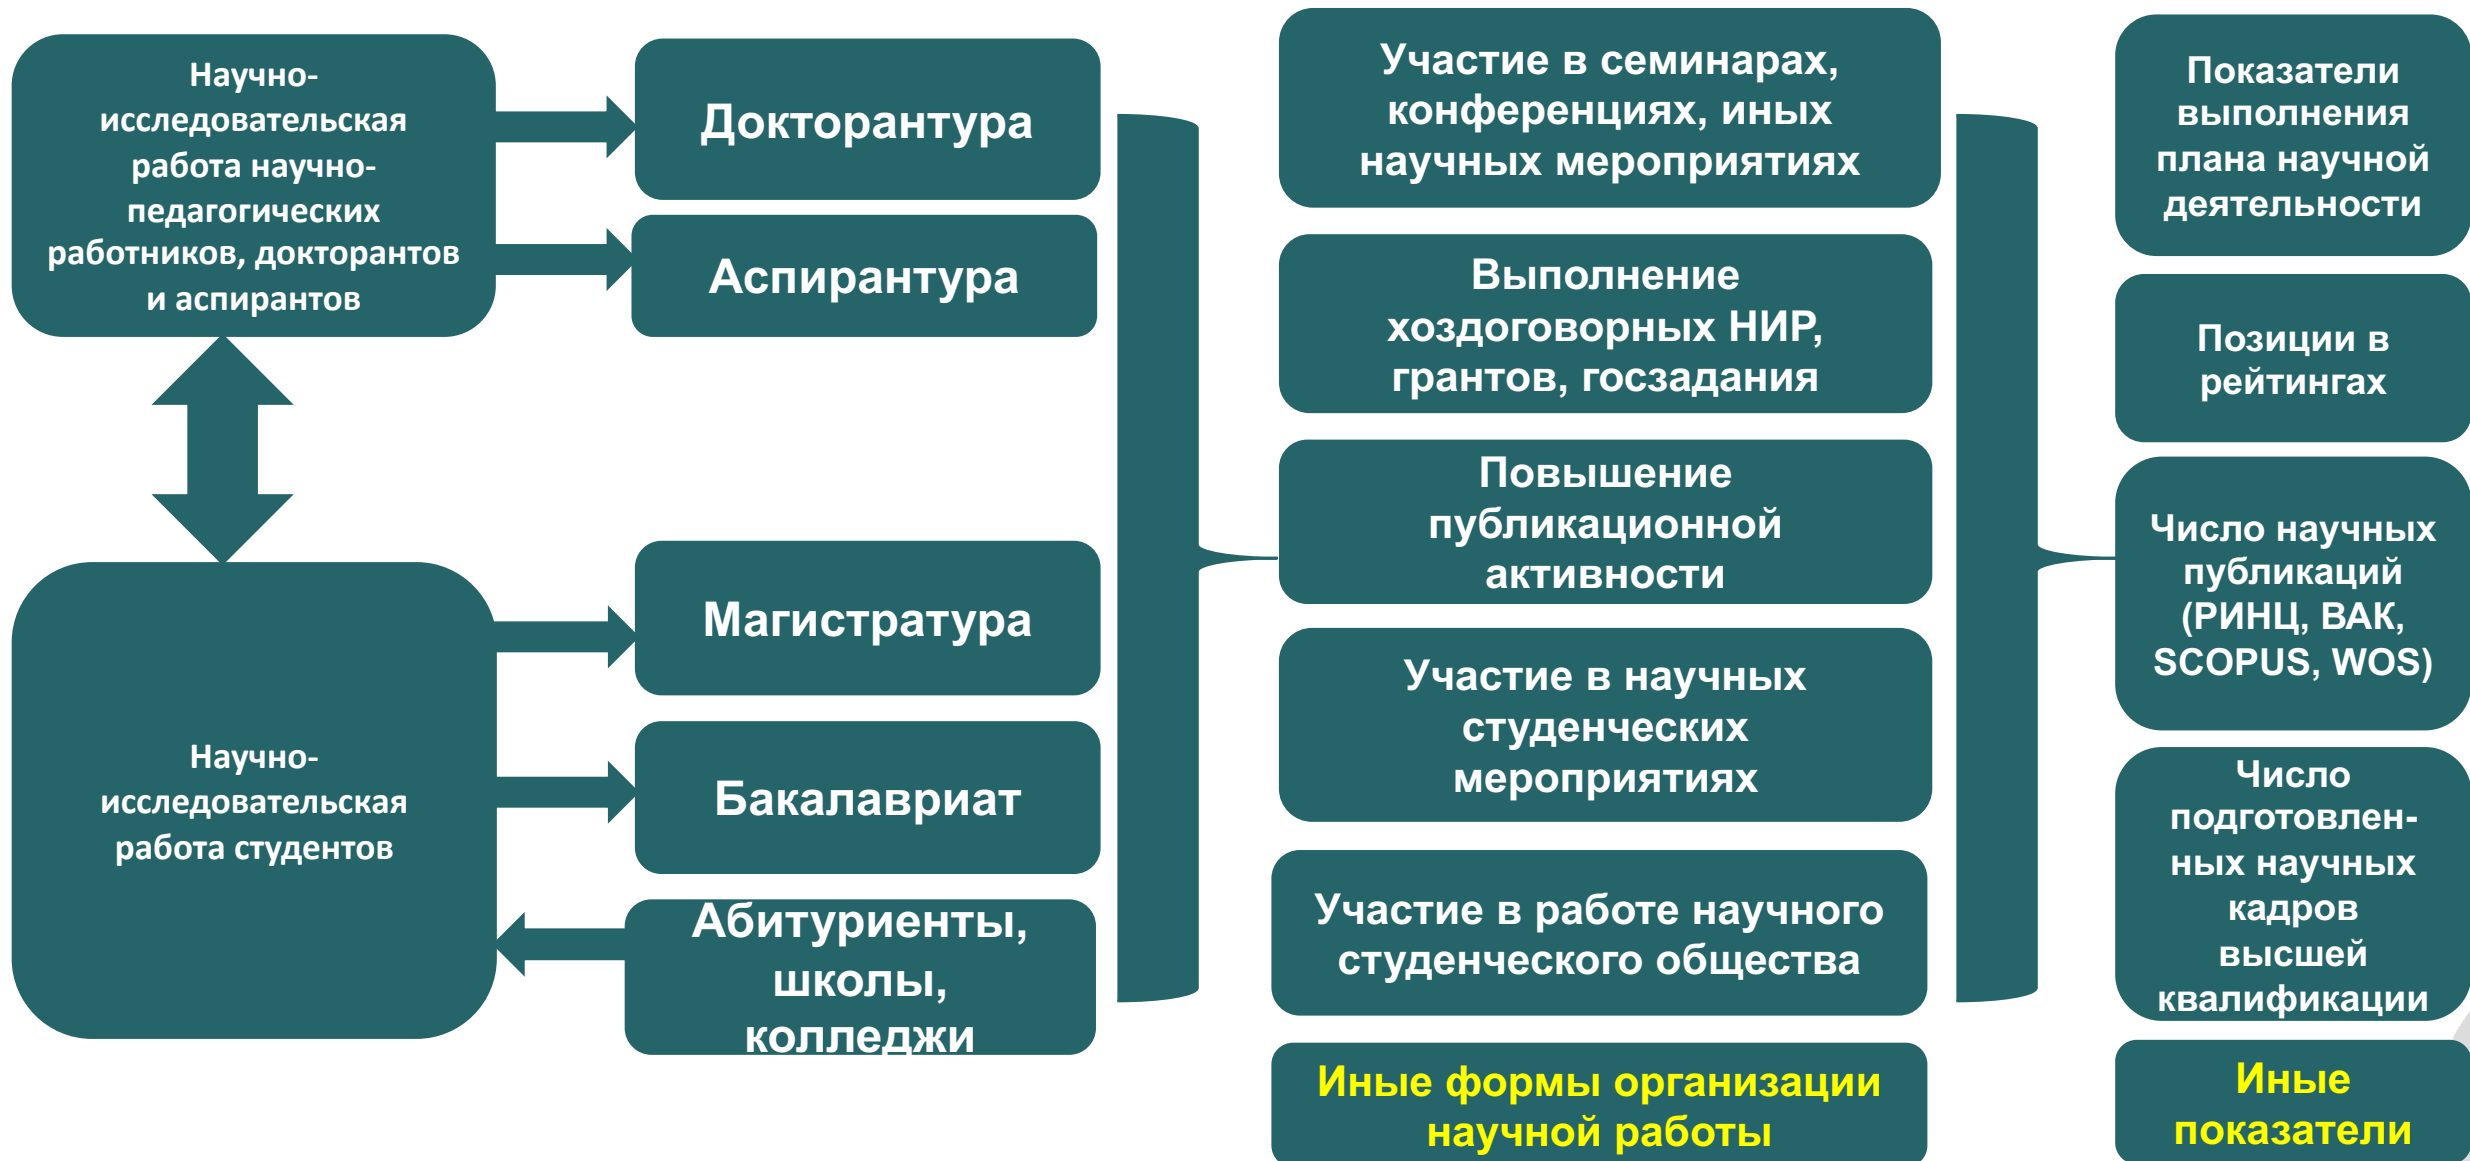 Научно-
исследовательская
работа научно-
педагогических
работников, докторантов
и аспирантов
Научно-
исследовательская
работа студентов
Докторантура
Аспирантура
Магистратура
Бакалавриат
Абитуриенты,
школы,
колледжи
Участие в семинарах,
конференциях, иных
научных мероприятиях
Выполнение
хоздоговорных НИР,
грантов, госзадания
Повышение
публикационной
активности
Участие в научных
студенческих
мероприятиях
Участие в работе научного
студенческого общества
Иные формы организации
научной работы
Показатели
выполнения
плана научной
деятельности
Позиции в
рейтингах
Число научных
публикаций
(РИНЦ, ВАК,
SCOPUS, WOS)
Число
подготовлен-
ных научных
кадров
высшей
квалификации
Иные
показатели